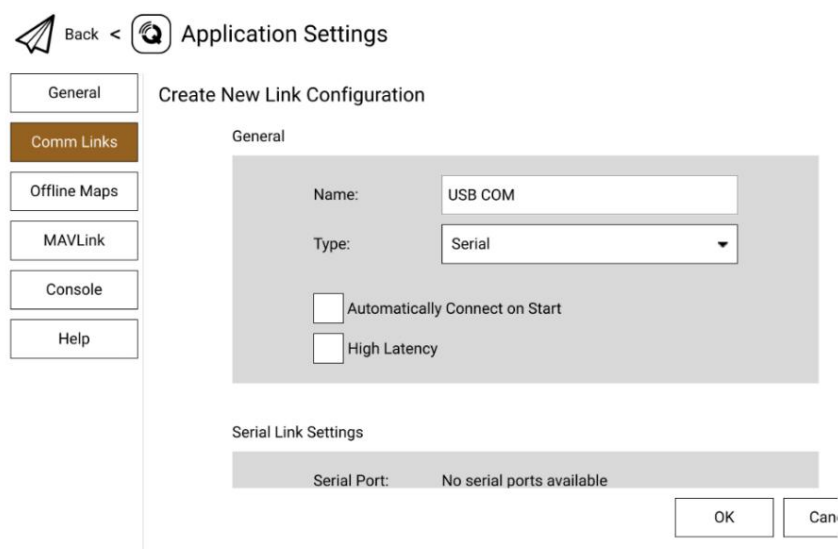 Back < Application Settings
General
Comm Links
Offline Maps
MAVLink
Console
Help
Create New Link Configuration
General
Name: USB COM
Type: Serial
Automatically Connect on Start
High Latency
Serial Link Settings
Serial Port: No serial ports available
OK Can